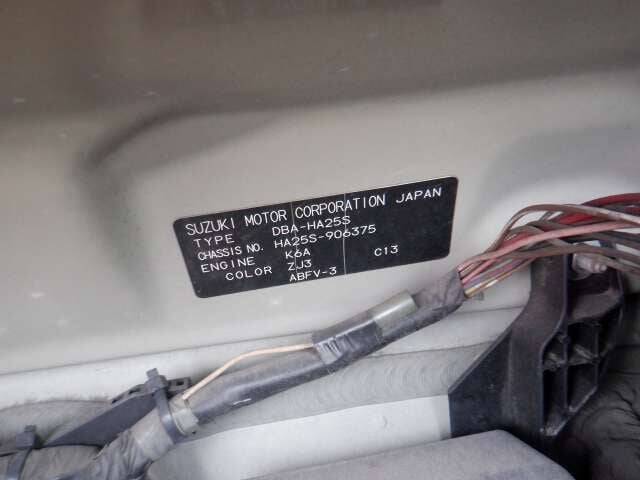 SUZUKI MOTOR CORPORATION JAPAN
TYPE DBA-HA25S
CHASSIS NO. HA25S-906375
ENGINE K6A
COLOR ZJ3 C13
ABFV-3